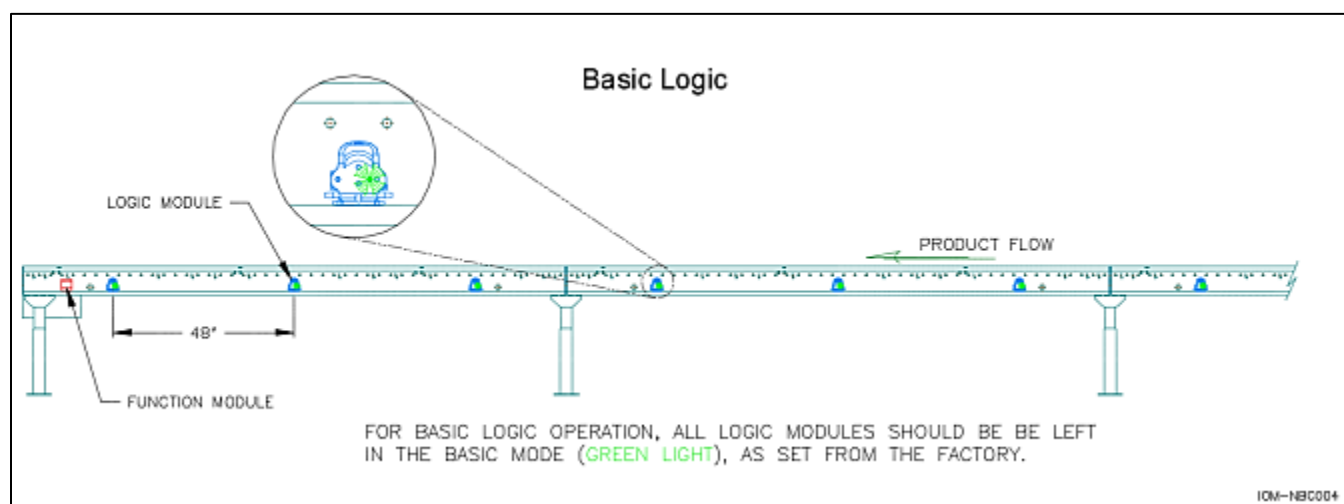 Basic Logic
LOGIC MODULE
PRODUCT FLOW
48"
FUNCTION MODULE
FOR BASIC LOGIC OPERATION, ALL LOGIC MODULES SHOULD BE BE LEFT
IN THE BASIC MODE (GREEN LIGHT), AS SET FROM THE FACTORY.
IOM-NBC004